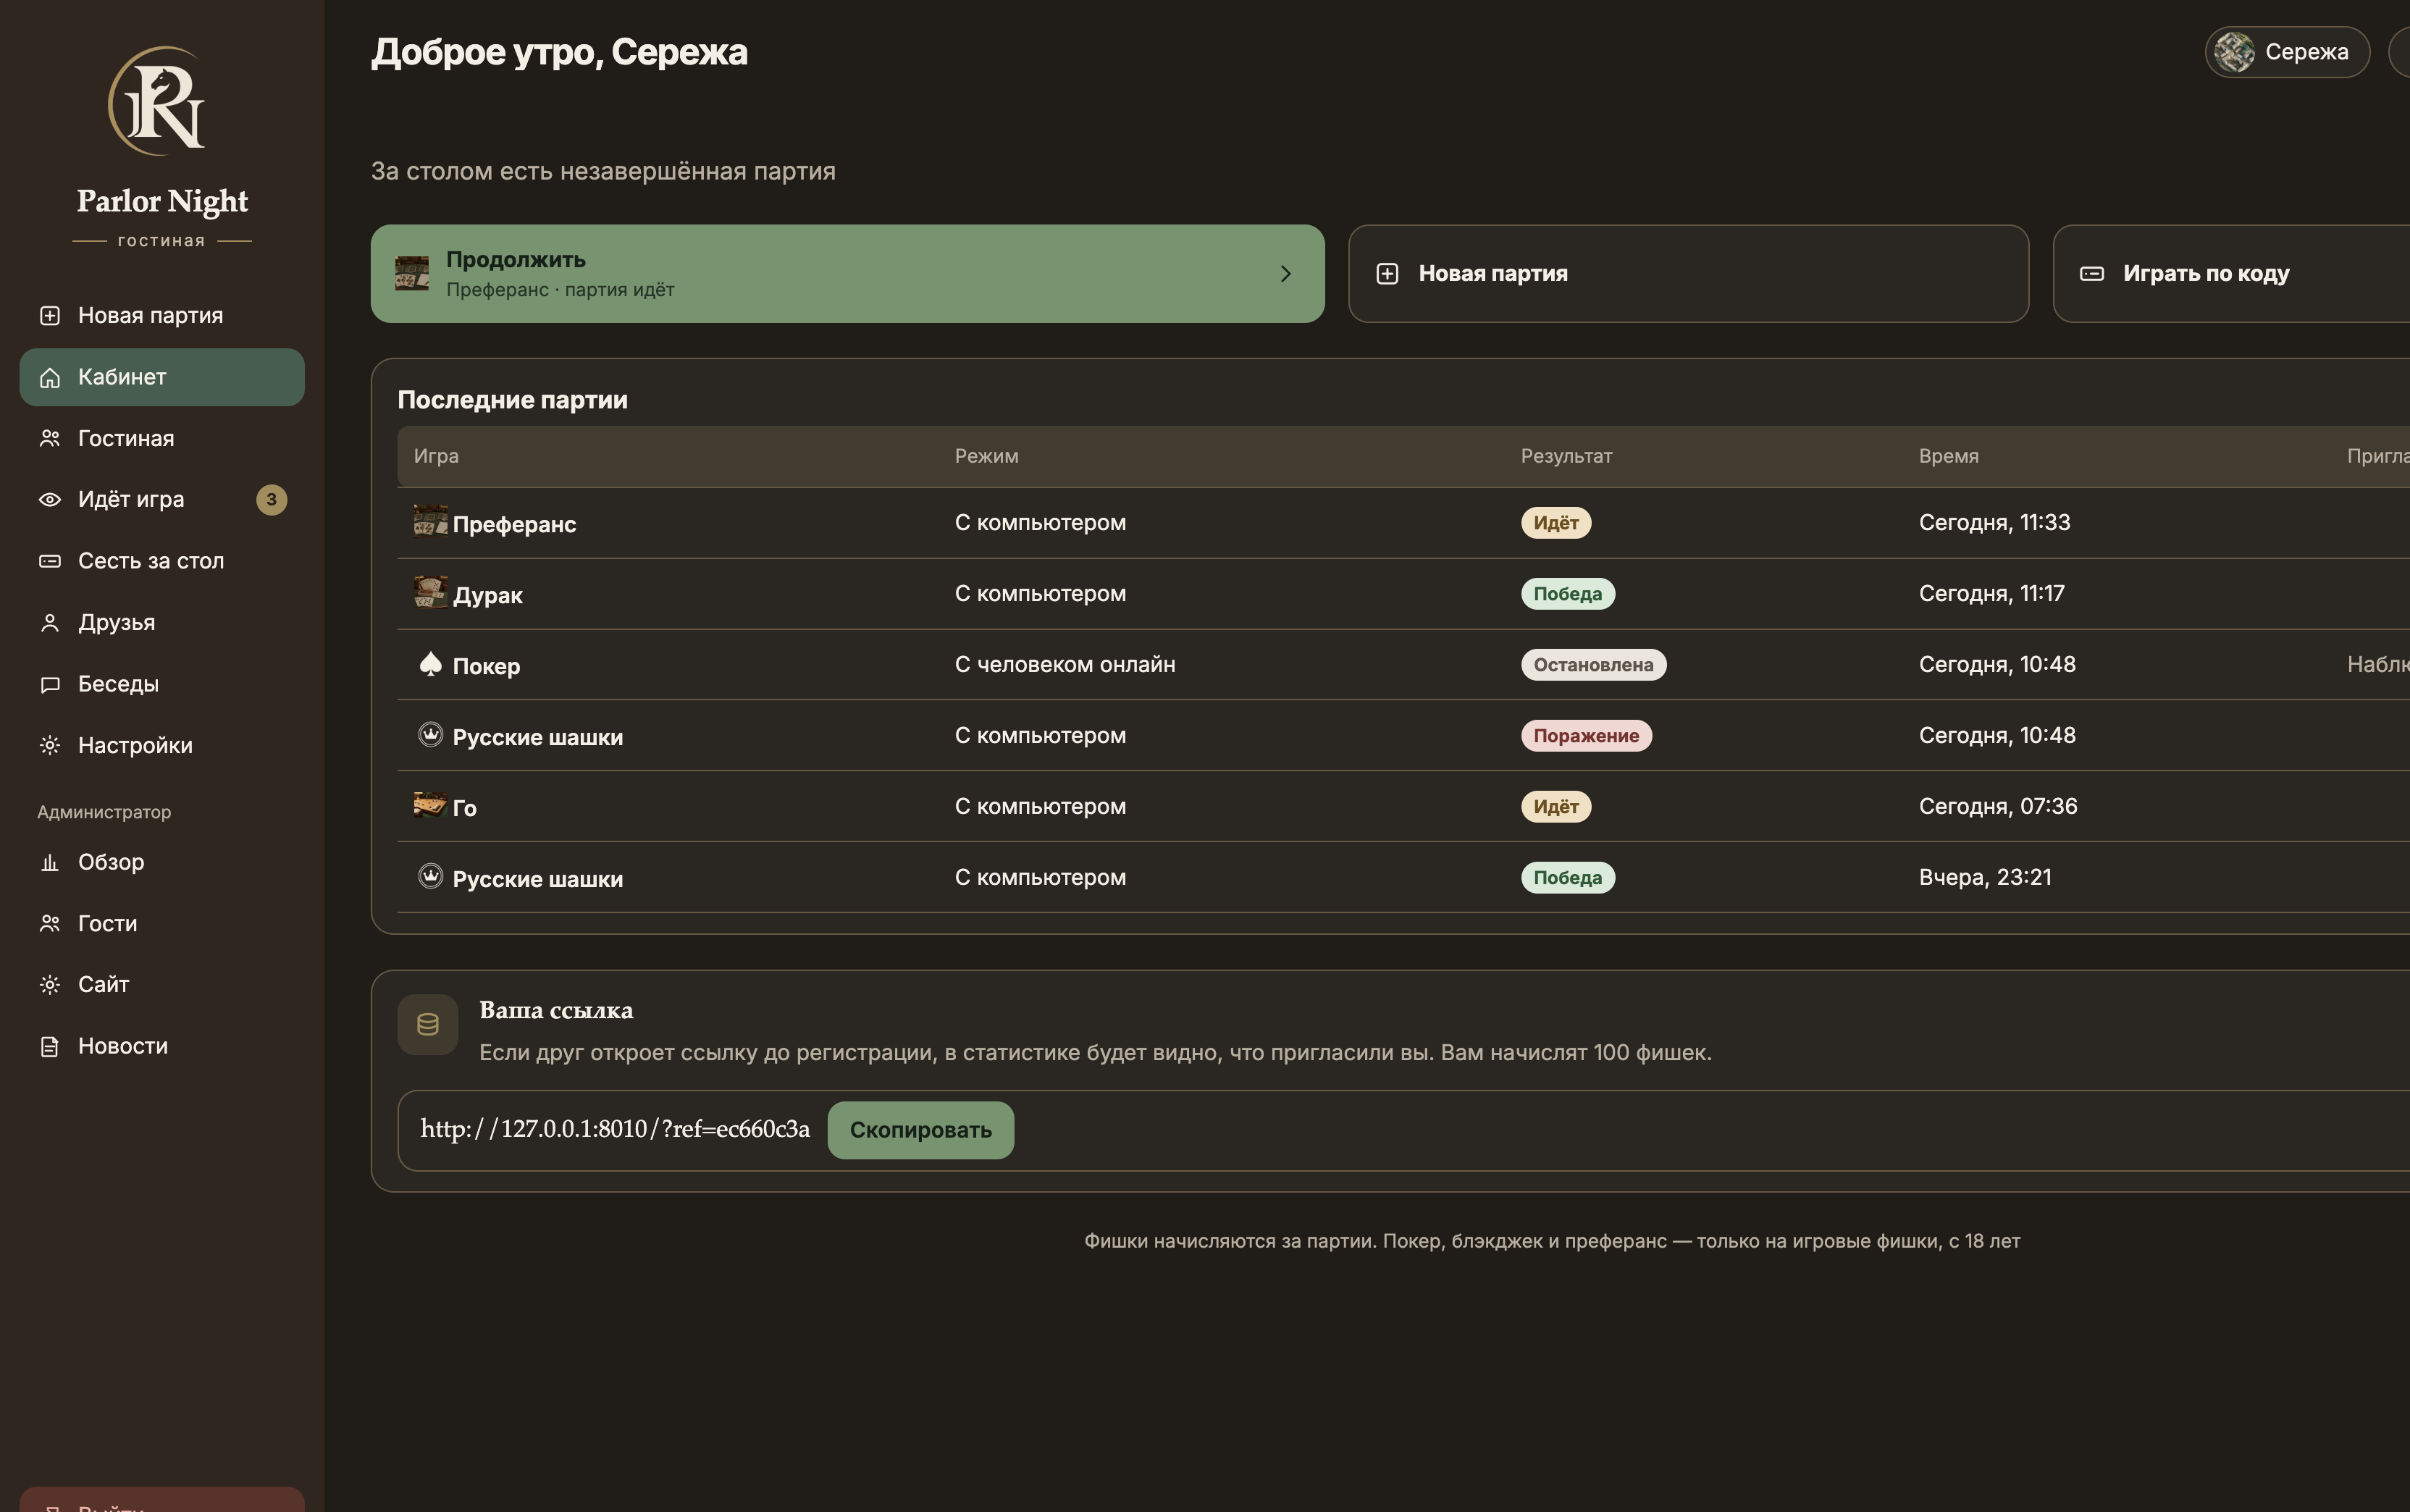 Доброе утро, Сережа
Сережа
Parlor Night
гостиная
Новая партия
Кабинет
Гостиная
Идёт игра 3
Сесть за стол
Друзья
Беседы
Настройки
Администратор
Обзор
Гости
Сайт
Новости
За столом есть незавершённая партия
Продолжить
Преферанс · партия идёт
Новая партия
Играть по коду
Последние партии
Игра Режим Результат Время
Преферанс С компьютером Идёт Сегодня, 11:33
Дурак С компьютером Победа Сегодня, 11:17
Покер С человеком онлайн Остановлена Сегодня, 10:48
Русские шашки С компьютером Поражение Сегодня, 10:48
Го С компьютером Идёт Сегодня, 07:36
Русские шашки С компьютером Победа Вчера, 23:21
Ваша ссылка
Если друг откроет ссылку до регистрации, в статистике будет видно, что пригласили вы. Вам начислят 100 фишек.
http://127.0.0.1:8010/?ref=ec660c3a Скопировать
Фишки начисляются за партии. Покер, блэкджек и преферанс — только на игровые фишки, с 18 лет